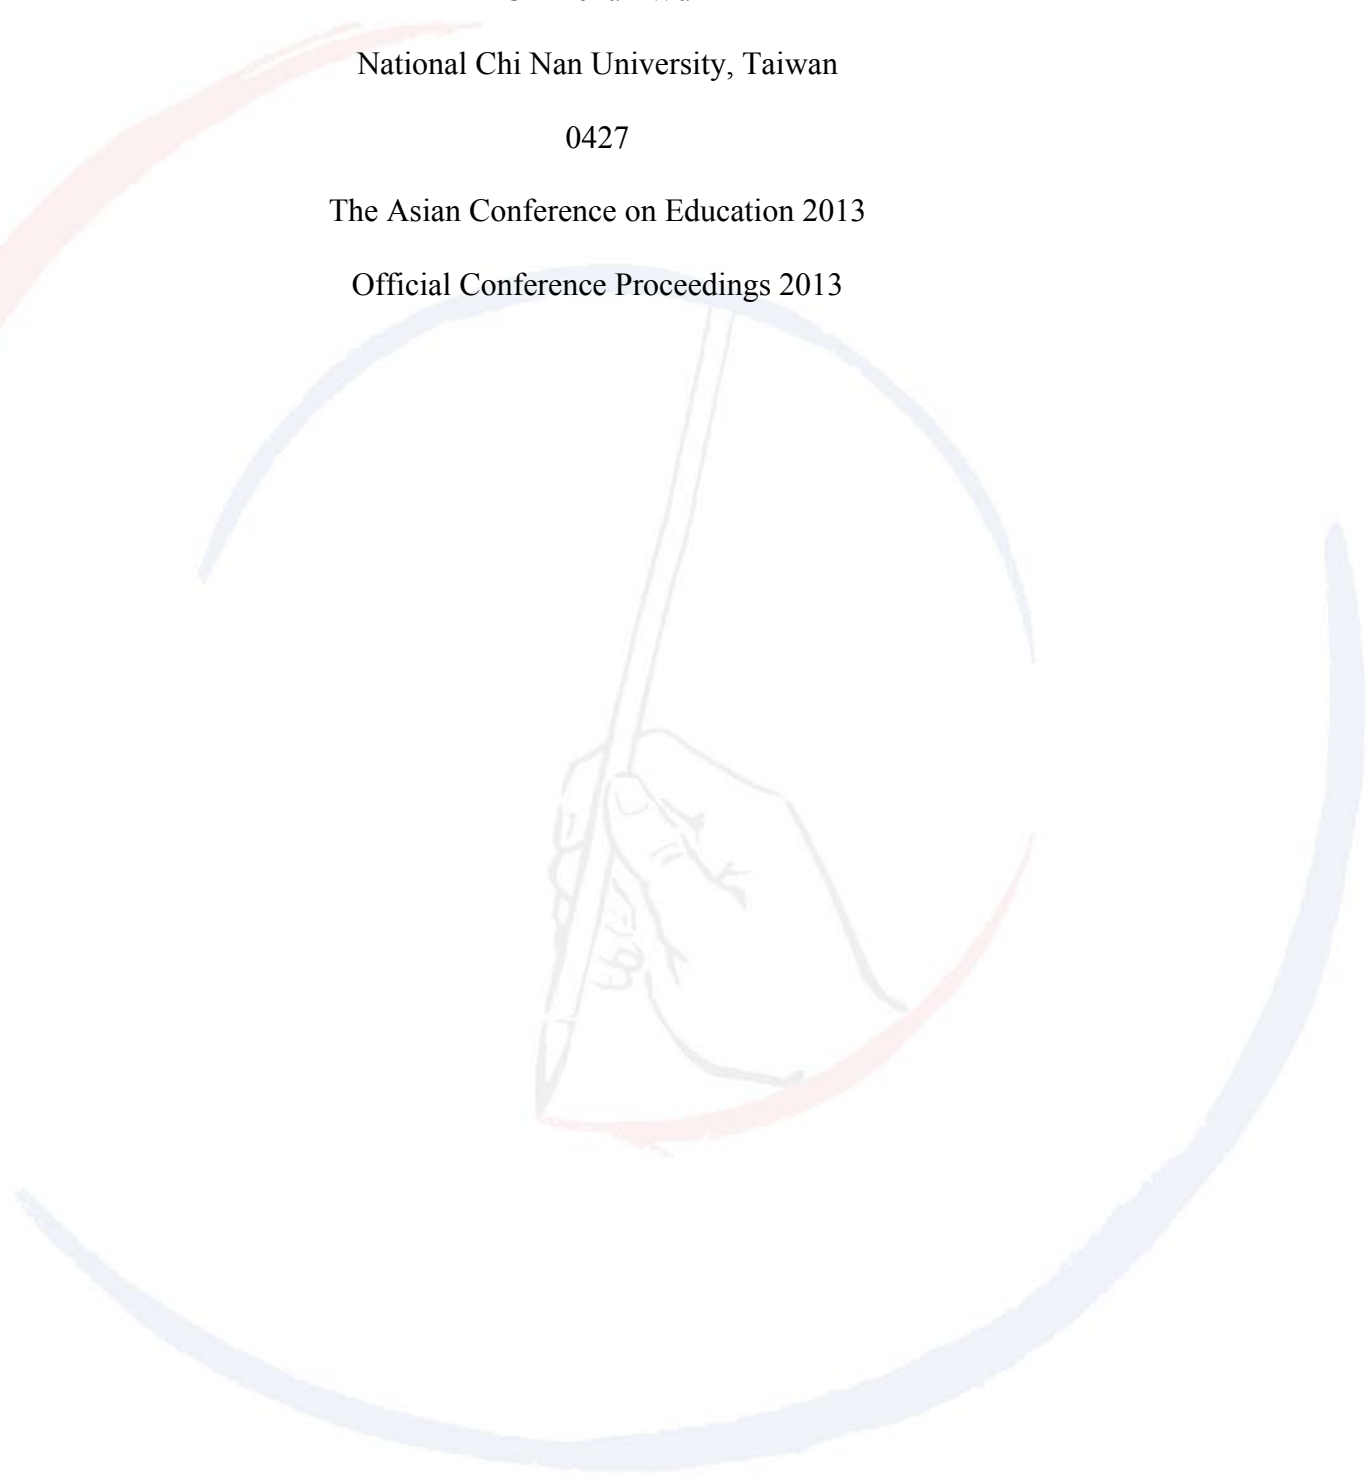 National Chi Nan University, Taiwan
0427
The Asian Conference on Education 2013
Official Conference Proceedings 2013